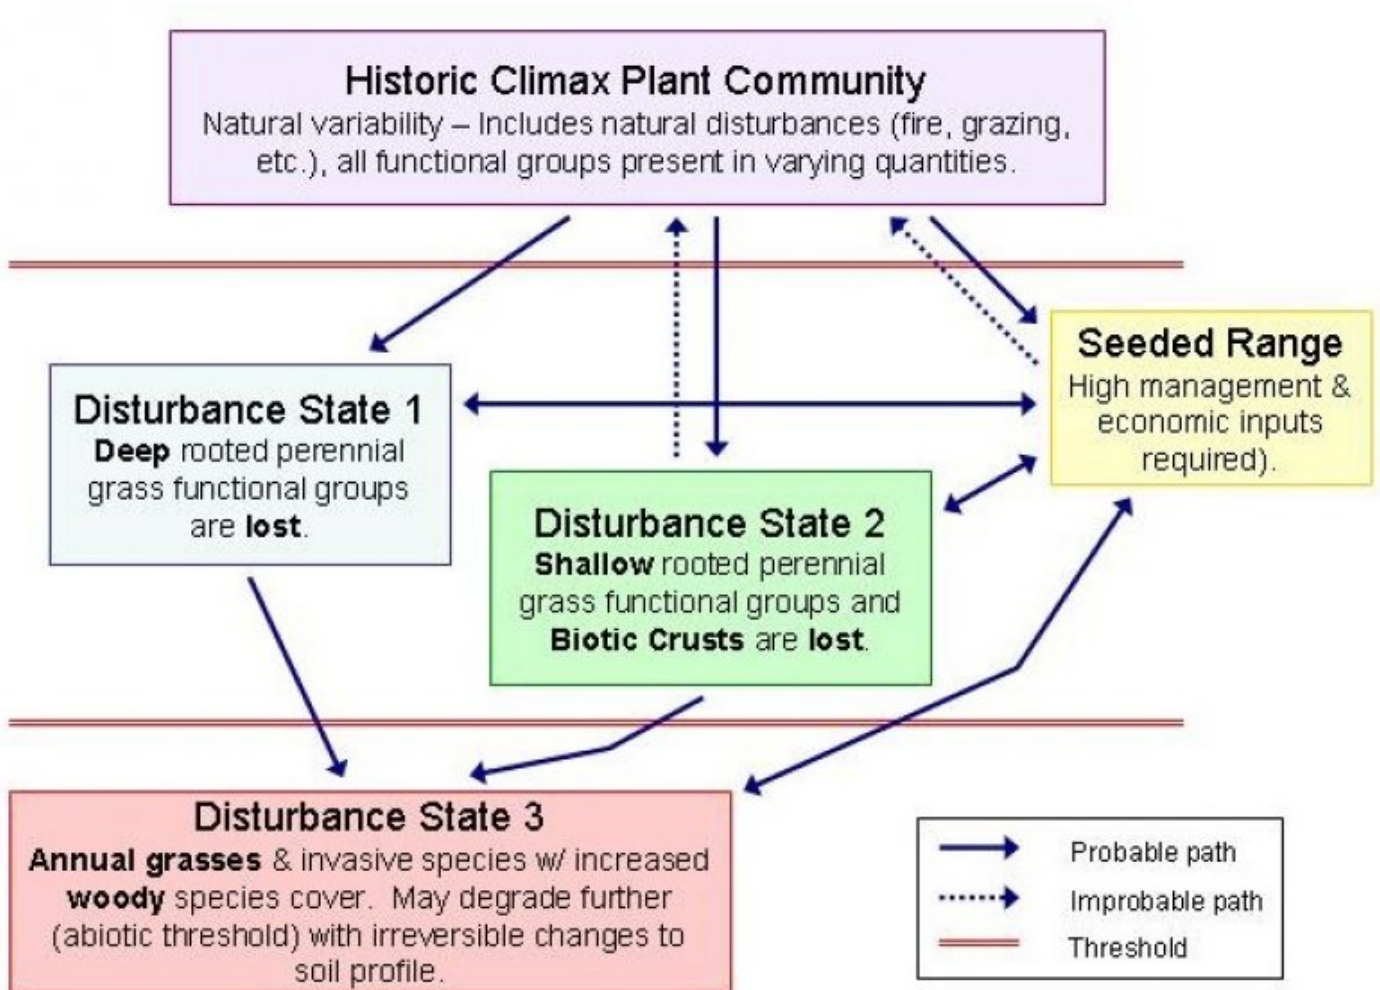 Historic Climax Plant Community
Natural variability – Includes natural disturbances (fire, grazing,
etc.), all functional groups present in varying quantities.
Seeded Range
High management &
economic inputs
required).
Disturbance State 1
Deep rooted perennial
grass functional groups
are lost.
Disturbance State 2
Shallow rooted perennial
grass functional groups and
Biotic Crusts are lost.
Disturbance State 3
Annual grasses & invasive species w/ increased
woody species cover. May degrade further
(abiotic threshold) with irreversible changes to
soil profile.
Probable path
Improbable path
Threshold